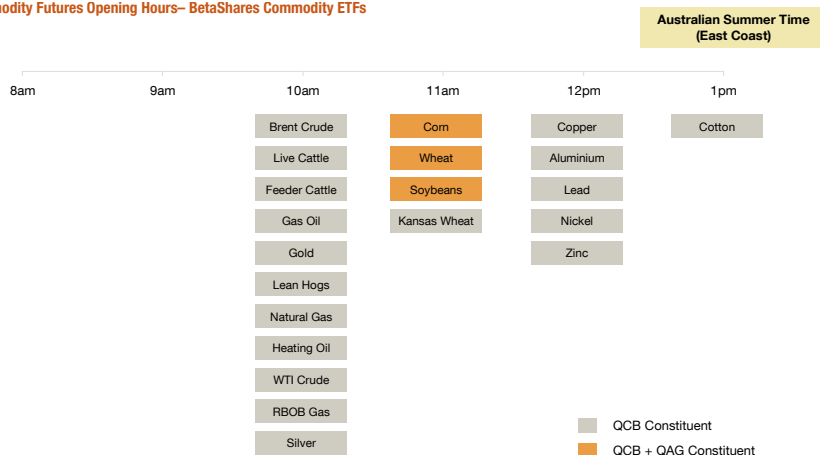 modity Futures Opening Hours– BetaShares Commodity ETFs
Australian Summer Time
(East Coast)
8am 9am 10am 11am 12pm 1pm
Brent Crude Corn Copper Cotton
Live Cattle Wheat Aluminium
Feeder Cattle Soybeans Lead
Gas Oil Kansas Wheat Nickel
Gold Zinc
Lean Hogs
Natural Gas
Heating Oil
WTI Crude
RBOB Gas
QCB Constituent
Silver
QCB + QAG Constituent